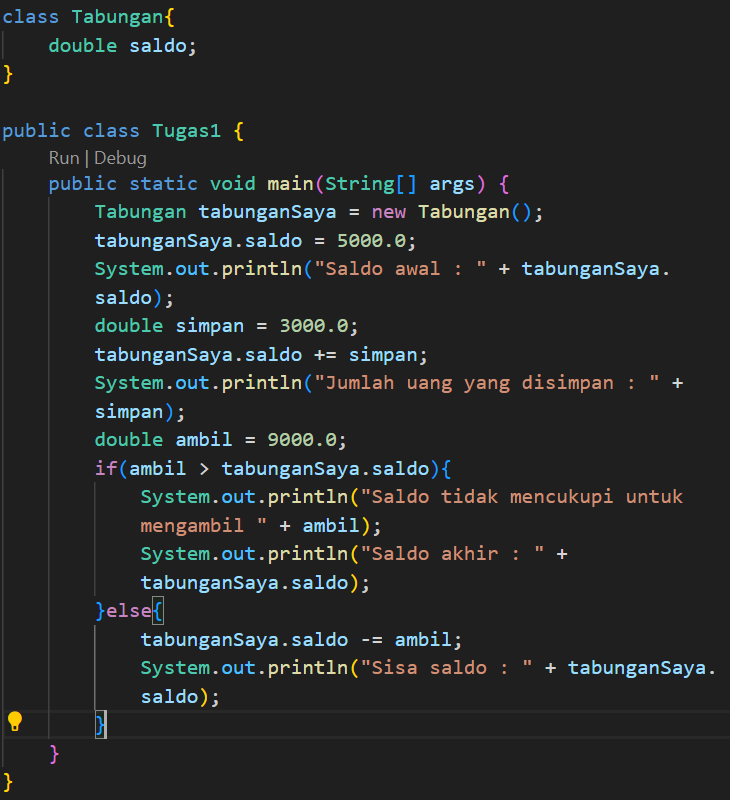 class Tabungan{
    double saldo;
}

public class Tugas1 {
    Run | Debug
    public static void main(String[] args) {
        Tabungan tabunganSaya = new Tabungan();
        tabunganSaya.saldo = 5000.0;
        System.out.println("Saldo awal : " + tabunganSaya.
        saldo);
        double simpan = 3000.0;
        tabunganSaya.saldo += simpan;
        System.out.println("Jumlah uang yang disimpan : " +
        simpan);
        double ambil = 9000.0;
        if(ambil > tabunganSaya.saldo){
            System.out.println("Saldo tidak mencukupi untuk
            mengambil " + ambil);
            System.out.println("Saldo akhir : " +
            tabunganSaya.saldo);
        }else{
            tabunganSaya.saldo -= ambil;
            System.out.println("Sisa saldo : " + tabunganSaya.
            saldo);
        }
    }
}